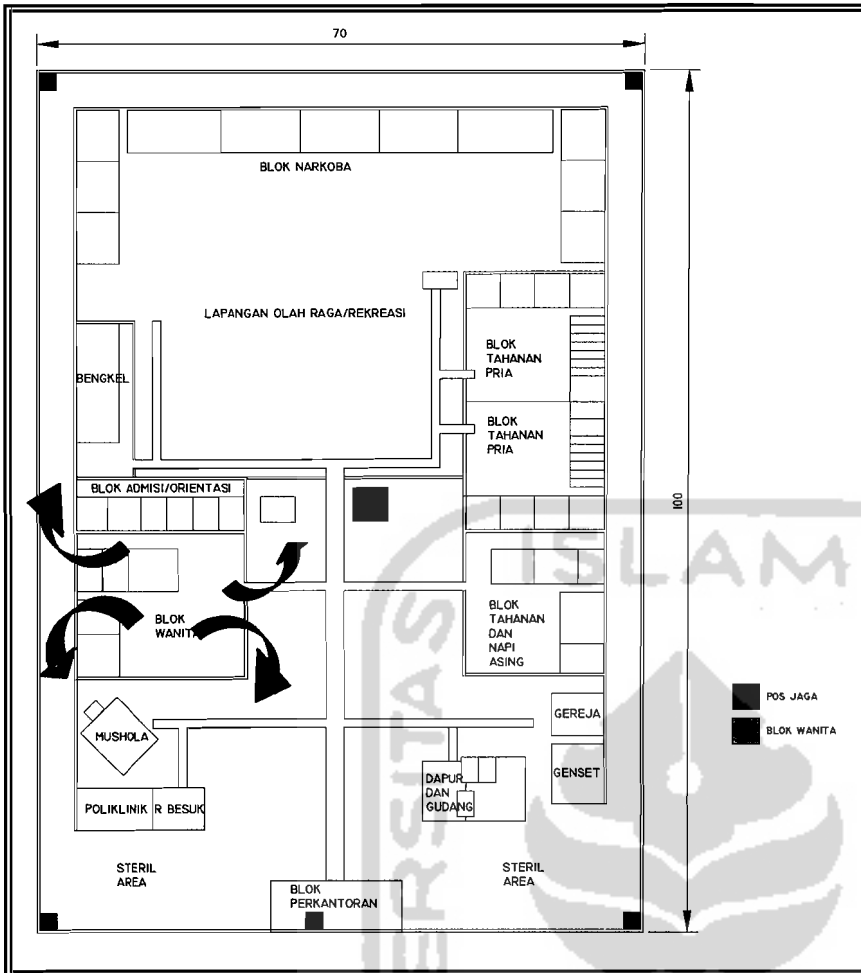 70
BLOK NARKOBA
LAPANGAN OLAH RAGA/REKREASI
BLOK
TAHANAN
PRIA
BENGKEL
BLOK
TAHANAN
PRIA
BLOK ADMISI/ORIENTASI
100
ISLAM
BLOK
WANITA
BLOK
TAHANAN
DAN
NAPI
ASING
MUSHOLA
GEREJA
POS JAGA
BLOK WANITA
GENSET
DAPUR
DAN
GUDANG
POLIKLINIK
R BESUK
STERIL
AREA
STERIL
AREA
BLOK
PERKANTORAN
ERSITAS